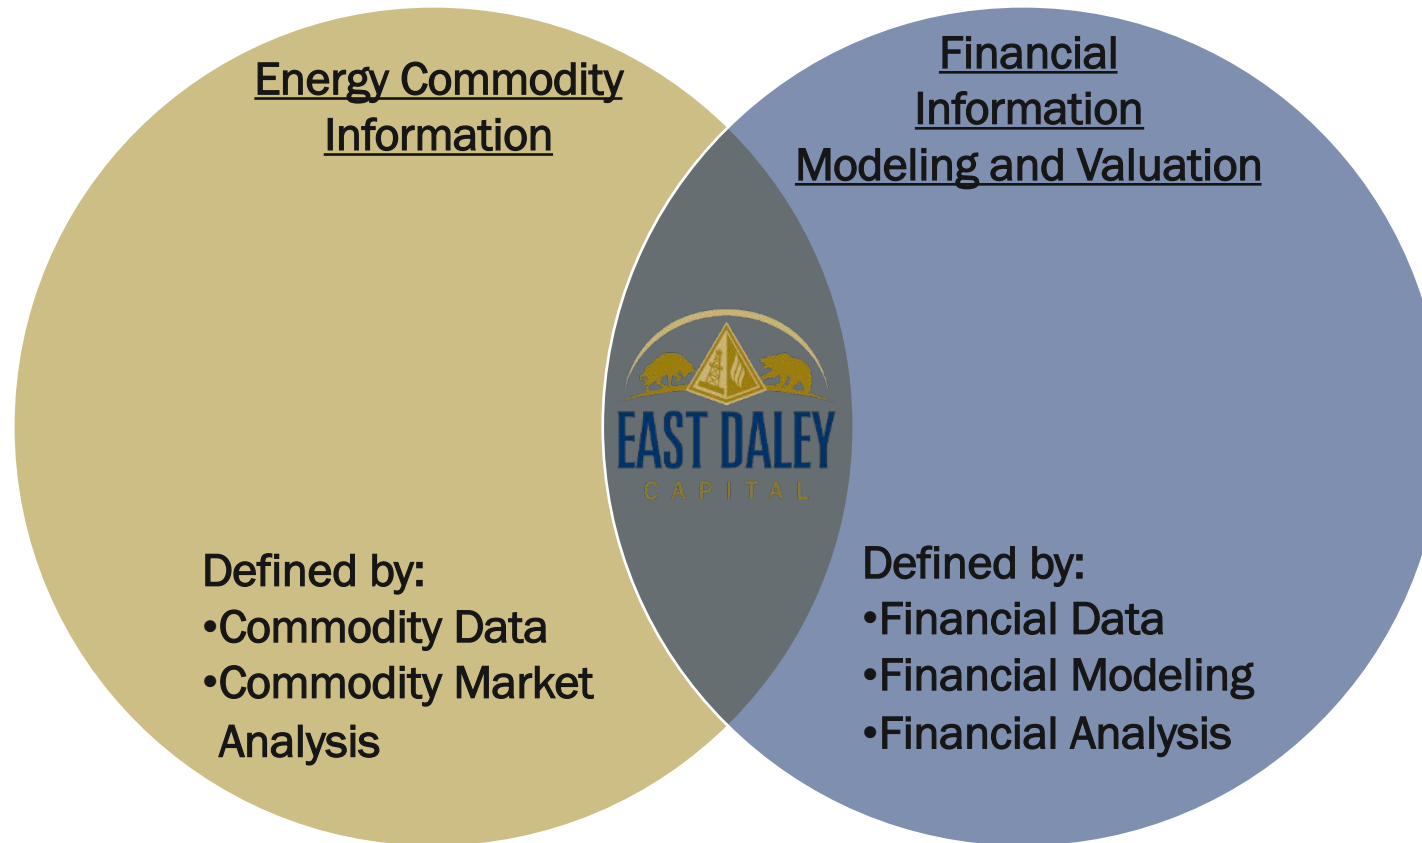 Energy Commodity
Information
Financial
Information
Modeling and Valuation
EAST DALEY
CAPITAL
Defined by:
•Commodity Data
•Commodity Market
Analysis
Defined by:
•Financial Data
•Financial Modeling
•Financial Analysis